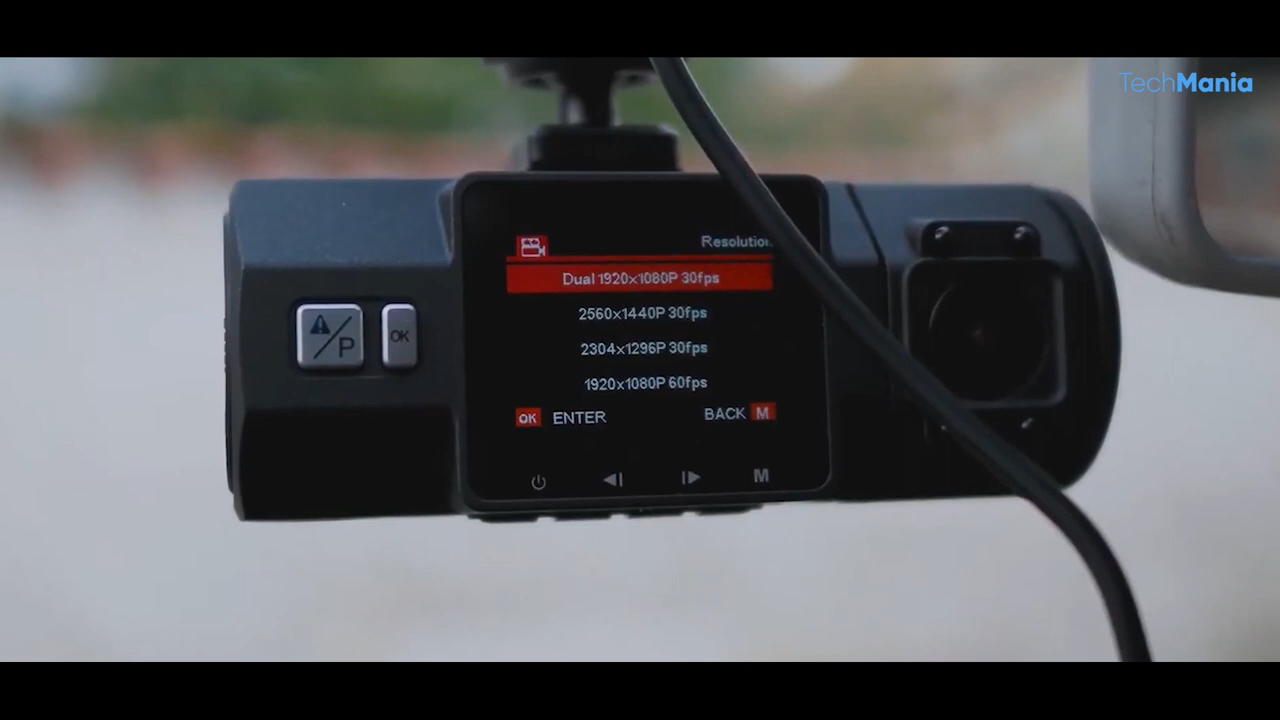 TechMania
Resolution
Dual 1920x1080P 30fps
2560x1440P 30fps
2304x1296P 30fps
1920x1080P 60fps
OK ENTER BACK M
M
P OK